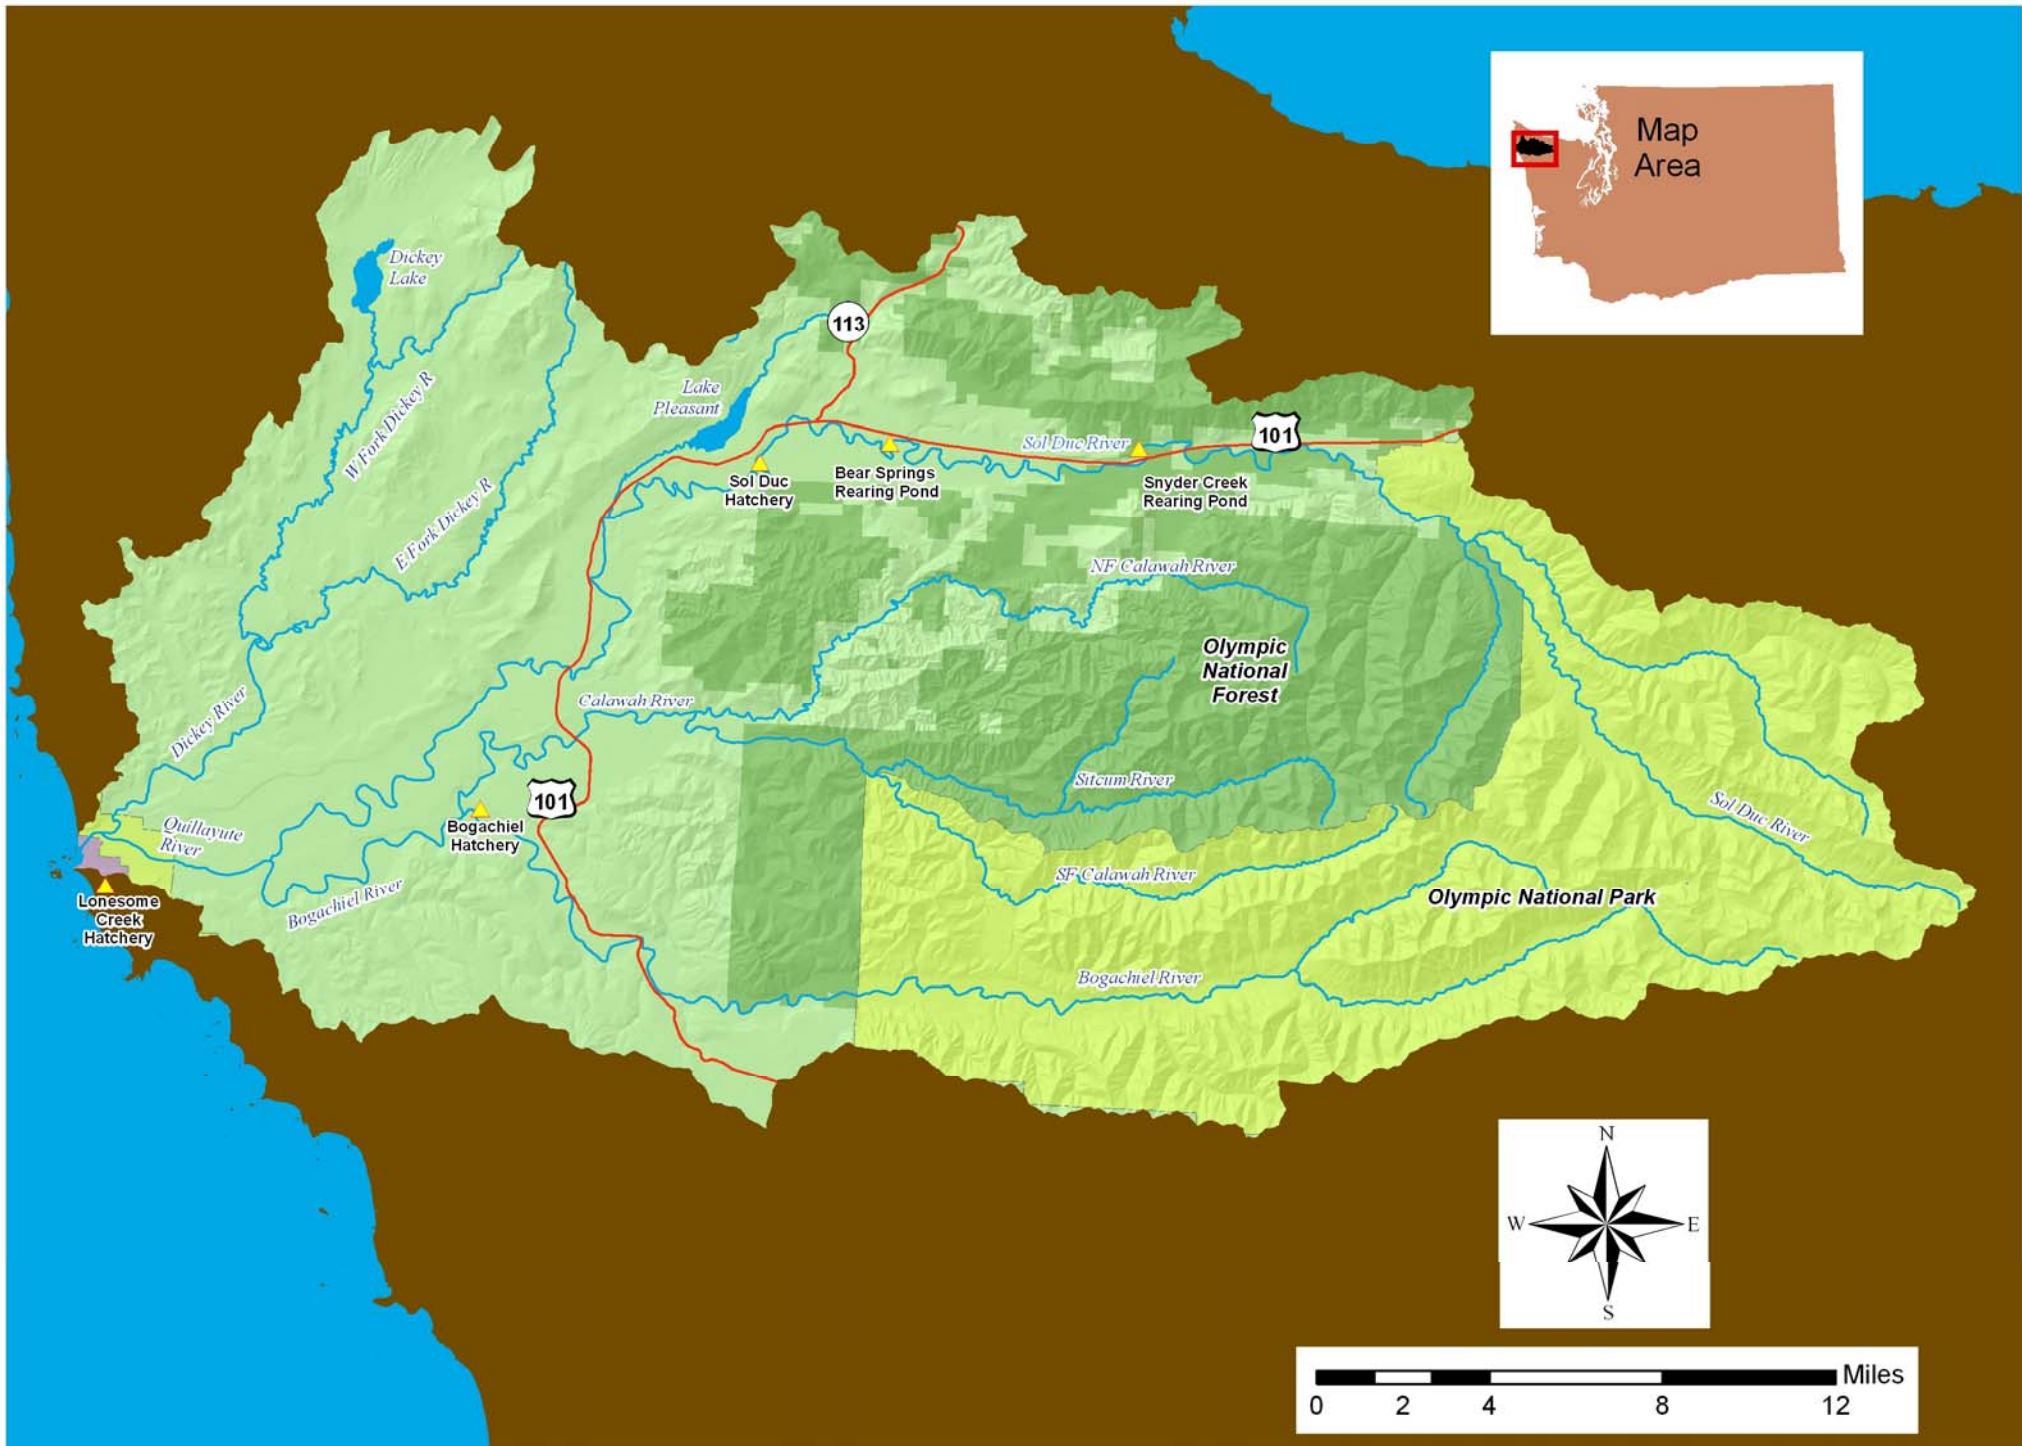 Map
Area
Dickey
Lake
113
W Fork Dickey R
Lake
Pleasant
101
Sol Duc River
Sol Duc
Hatchery
Bear Springs
Rearing Pond
Snyder Creek
Rearing Pond
E Fork Dickey R
NF Calawah River
Olympic
National
Forest
Calawah River
Dickey River
Sitcum River
101
Sol Duc River
Quillayute
River
Bogachiel
Hatchery
SF Calawah River
Olympic National Park
Bogachiel River
Lonesome
Creek
Hatchery
Bogachiel River
N
W
E
S
Miles
0 2 4 8 12